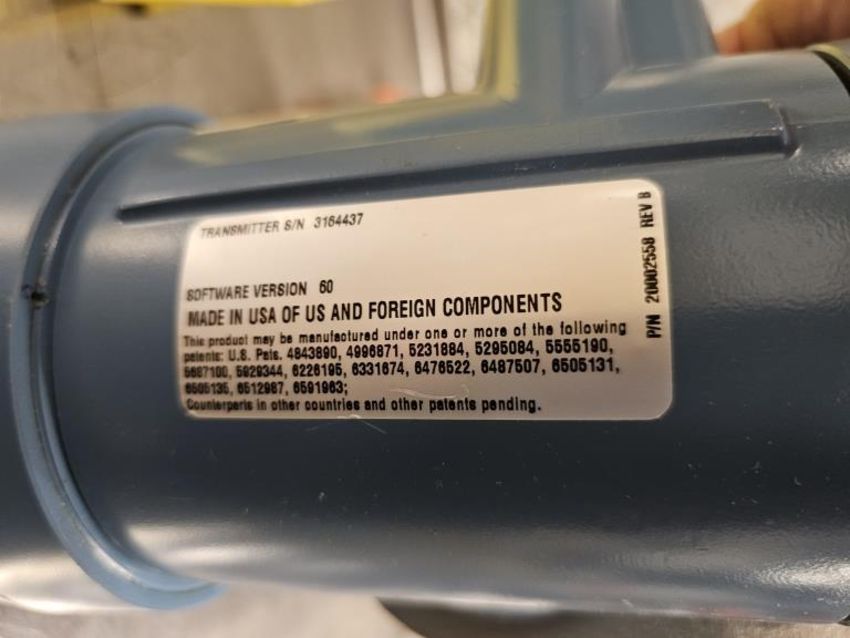 TRANSMITTER S/N 3164437
SOFTWARE VERSION 60
MADE IN USA OF US AND FOREIGN COMPONENTS
This product may be manufactured under one or more of the following
patents: U.S. Pats. 4843890, 4996871, 5231884, 5295084, 5555190,
5687100, 5929344, 6226195, 6331674, 6476522, 6487507, 6505131,
6505135, 6512987, 6591963;
Counterparts in other countries and other patents pending.
P/N 20002558 REV B